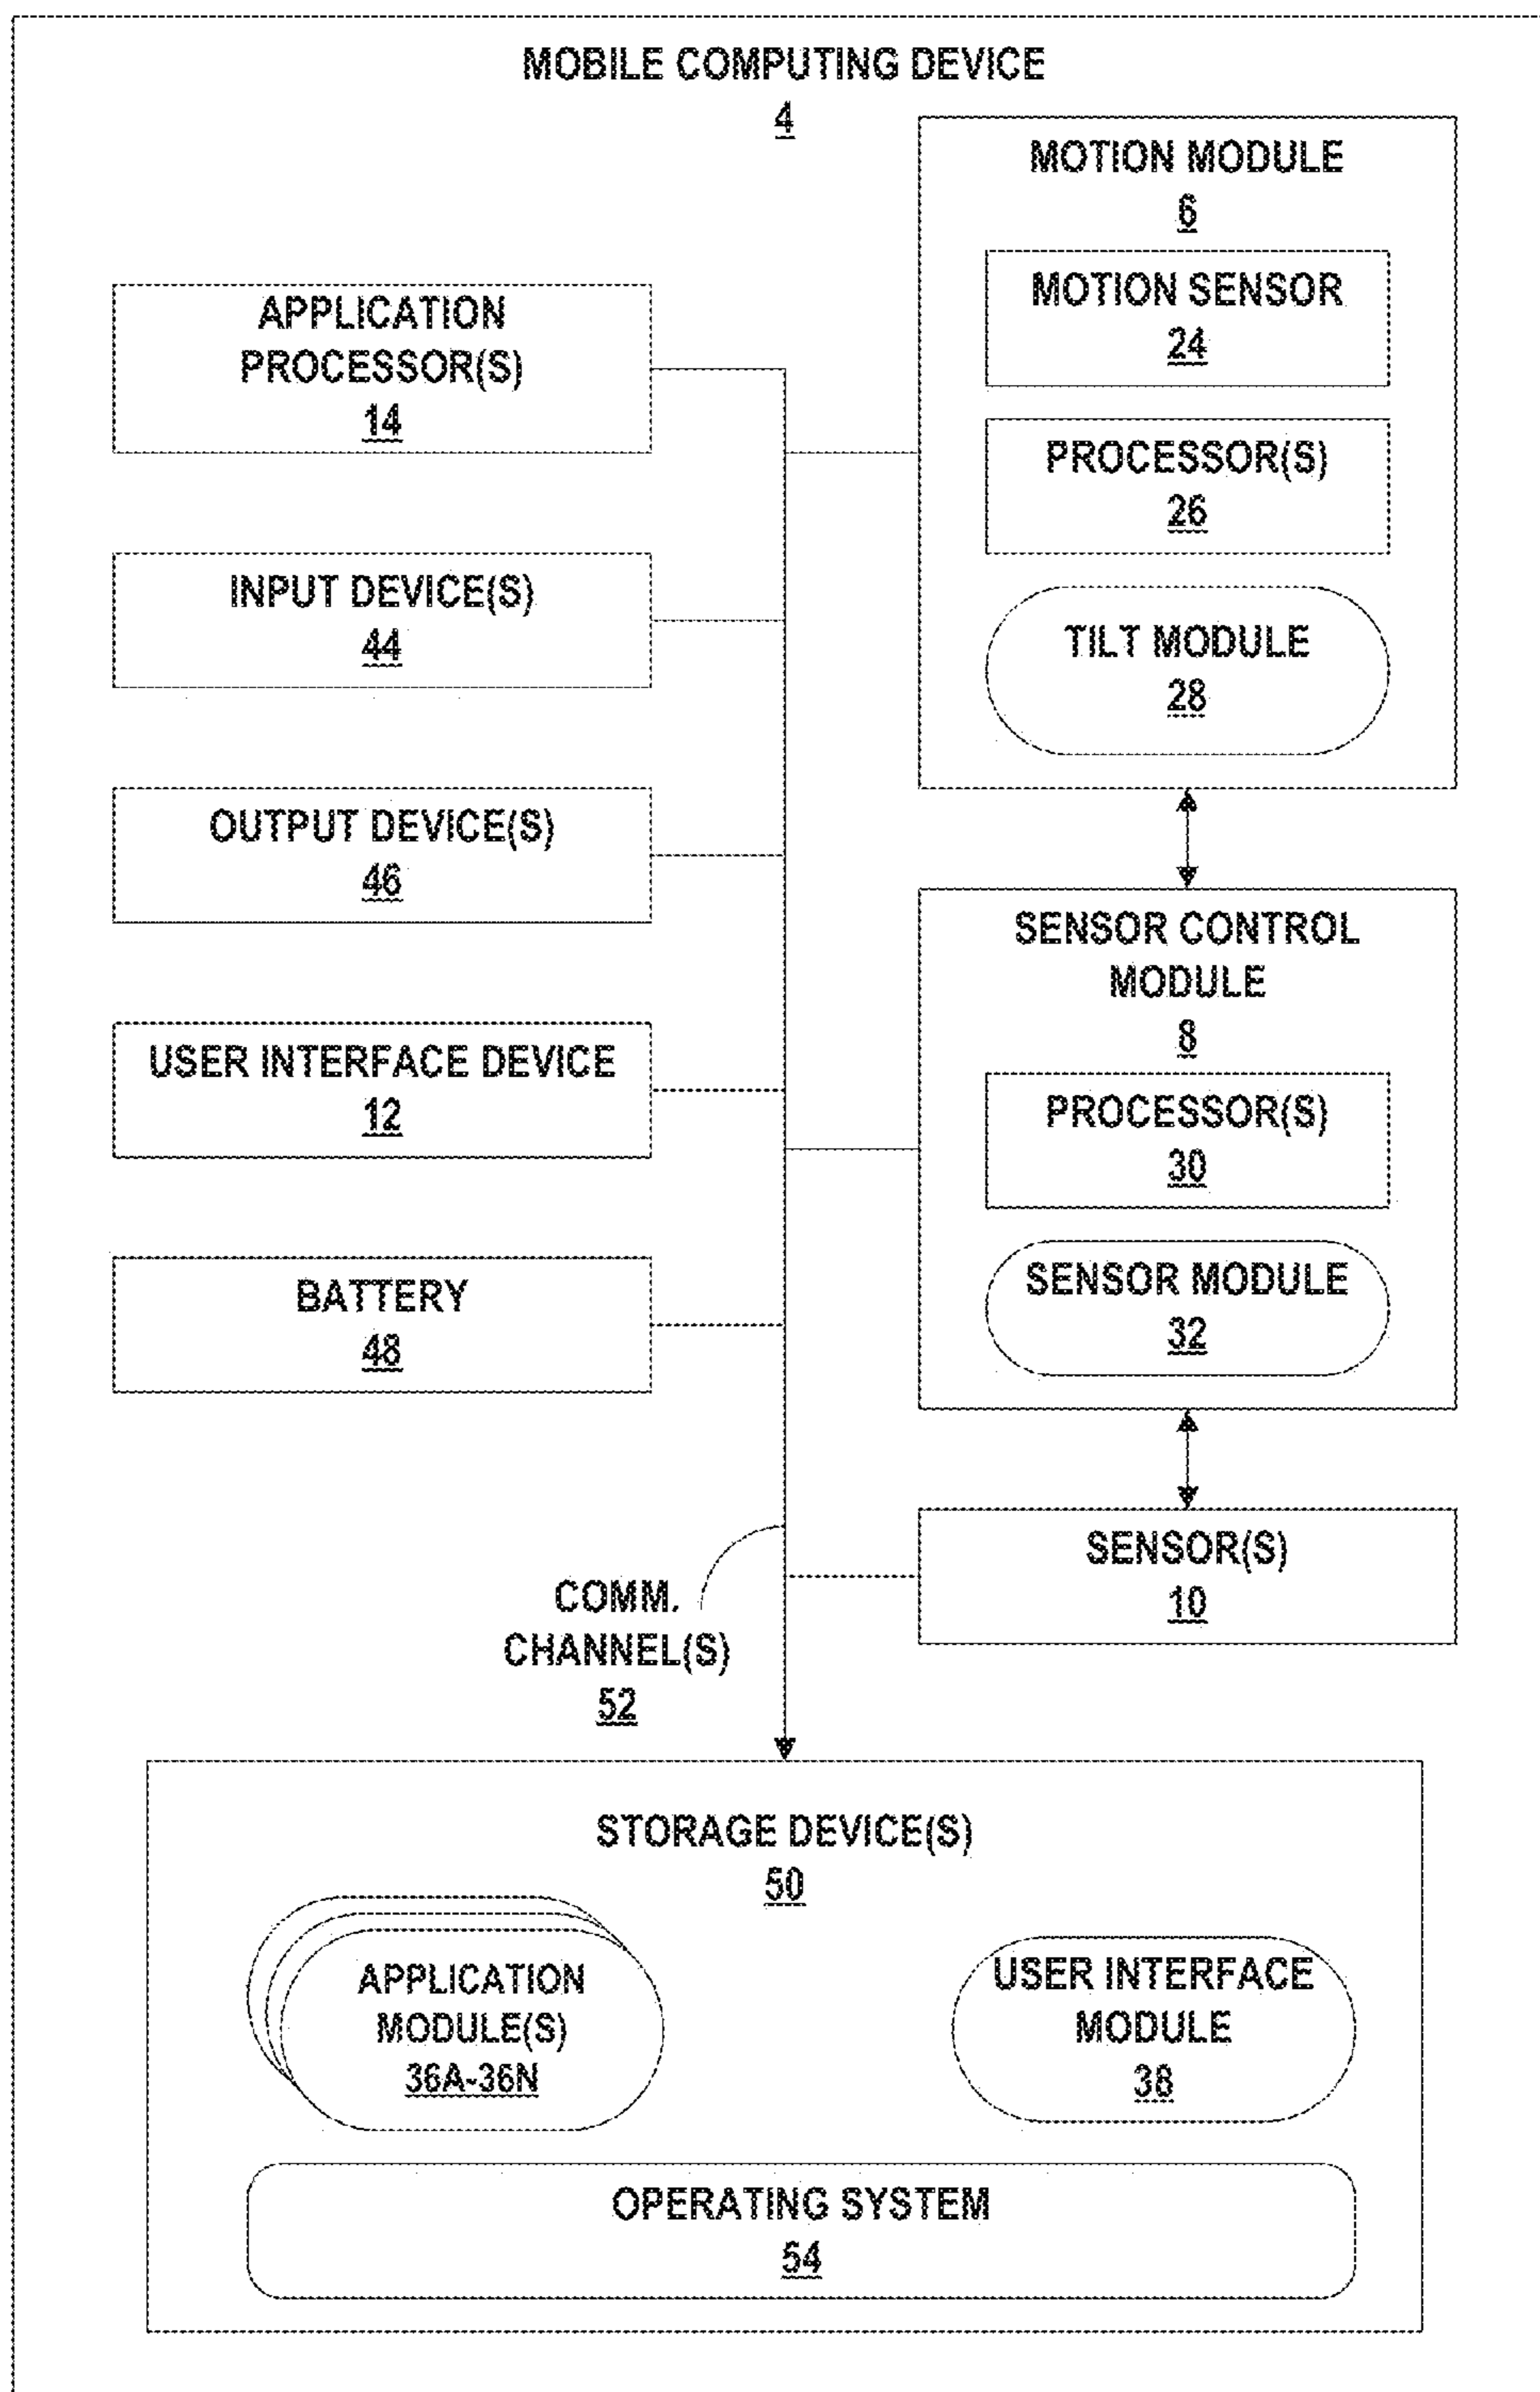 MOBILE COMPUTING DEVICE
4
MOTION MODULE
6
MOTION SENSOR
24
PROCESSOR(S)
26
TILT MODULE
28
APPLICATION
PROCESSOR(S)
14
INPUT DEVICE(S)
44
OUTPUT DEVICE(S)
46
USER INTERFACE DEVICE
12
BATTERY
48
SENSOR CONTROL
MODULE
8
PROCESSOR(S)
30
SENSOR MODULE
32
SENSOR(S)
10
COMM.
CHANNEL(S)
52
STORAGE DEVICE(S)
50
APPLICATION
MODULE(S)
36A-36N
USER INTERFACE
MODULE
38
OPERATING SYSTEM
54